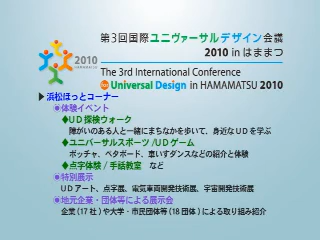 第3回国際ユニヴァーサルデザイン会議
2010 in はままつ
2010
The 3rd International Conference
Universal Design in HAMAMATSU 2010
▶浜松ほっとコーナー
◉体験イベント
◆UD探検ウォーク
障がいのある人と一緒にまちなかを歩いて、身近なUDを学ぶ
◆ユニバーサルスポーツ/UDゲーム
ボッチャ、ペタボード、車いすダンスなどの紹介と体験
◆点字体験/手話教室 など
◉特別展示
UDアート、点字展、電気車両開発技術展、宇宙開発技術展
◉地元企業・団体等による展示会
企業(17社)や大学・市民団体等(18団体)による取り組み紹介